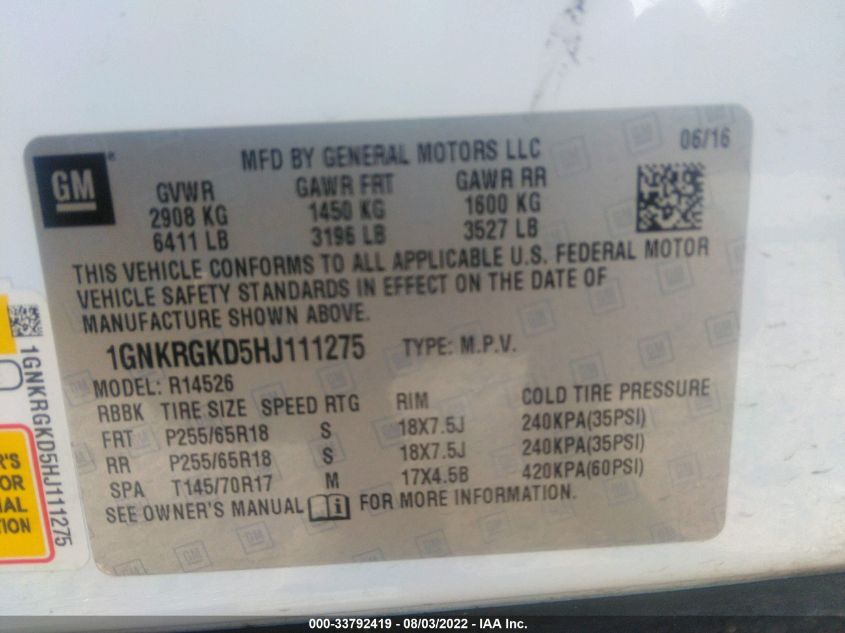 GM
MFD BY GENERAL MOTORS LLC
06/16
GVWR GAWR FRT GAWR RR
2908 KG 1450 KG 1600 KG
6411 LB 3196 LB 3527 LB
THIS VEHICLE CONFORMS TO ALL APPLICABLE U.S. FEDERAL MOTOR
VEHICLE SAFETY STANDARDS IN EFFECT ON THE DATE OF
MANUFACTURE SHOWN ABOVE.
1GNKRGKD5HJ111275 TYPE: M.P.V.
MODEL: R14526
RBBK TIRE SIZE SPEED RTG RIM COLD TIRE PRESSURE
FRT P255/65R18 S 18X7.5J 240KPA(35PSI)
RR P255/65R18 S 18X7.5J 240KPA(35PSI)
SPA T145/70R17 M 17X4.5B 420KPA(60PSI)
SEE OWNER'S MANUAL i FOR MORE INFORMATION.
1GNKRGKD5HJ111275
000-33792419 - 08/03/2022 - IAA Inc.